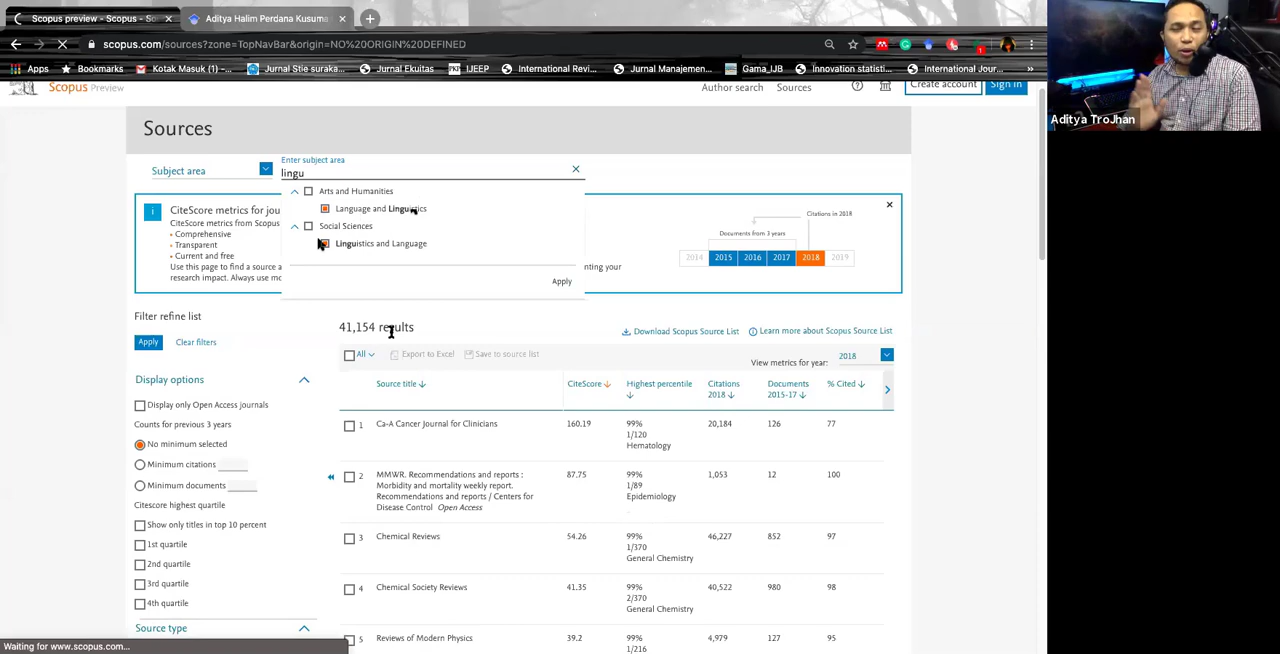 Scopus preview - Scopus - So
Aditya Halim Perdana Kusuma
scopus.com/sources?zone=TopNavBar&origin=NO%20ORIGIN%20DEFINED
Apps
Bookmarks
Kotak Masuk (1) -...
Jurnal Stie suraka...
Jurnal Ekuitas
IJEEP
International Revi...
Jurnal Manajemen...
Gama_IJB
Innovation statisti...
International Jour...
Scopus Preview
Author search
Sources
Create account
Sign in
Aditya TroJhan
Sources
Subject area
Enter subject area
lingu
Arts and Humanities
Language and Linguistics
Social Sciences
Linguistics and Language
Apply
CiteScore metrics for jou
CiteScore metrics from Scopus
• Comprehensive
• Transparent
• Current and free
Use this page to find a source a
research impact. Always use mo
nting your
Citations in 2018
Documents from 3 years
2014 2015 2016 2017 2018 2019
Filter refine list
Apply
Clear filters
41,154 results
Download Scopus Source List
Learn more about Scopus Source List
All
Export to Excel
Save to source list
View metrics for year:
2018
Display options
Display only Open Access journals
Counts for previous 3 years
No minimum selected
Minimum citations
Minimum documents
Citescore highest quartile
Show only titles in top 10 percent
1st quartile
2nd quartile
3rd quartile
4th quartile
Source type
Source title↓ CiteScore↓ Highest percentile↓ Citations 2018↓ Documents 2015-17↓ % Cited↓
1 Ca-A Cancer Journal for Clinicians 160.19 99% 20,184 126 77
1/120
Hematology
2 MMWR. Recommendations and reports : 87.75 99% 1,053 12 100
Morbidity and mortality weekly report. 1/89
Recommendations and reports / Centers for Epidemiology
Disease Control Open Access
3 Chemical Reviews 54.26 99% 46,227 852 97
1/370
General Chemistry
4 Chemical Society Reviews 41.35 99% 40,522 980 98
2/370
General Chemistry
5 Reviews of Modern Physics 39.2 99% 4,979 127 95
1/216
Waiting for www.scopus.com...